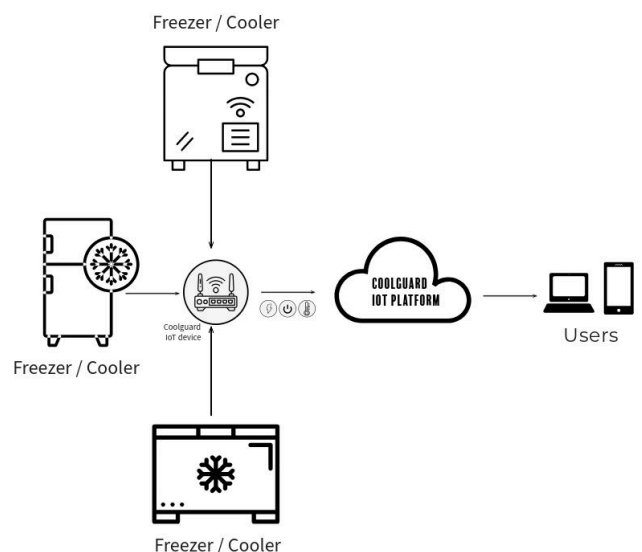 Freezer / Cooler
COOLGUARD
IOT PLATFORM
Coolguard
IoT device
Users
Freezer / Cooler
Freezer / Cooler